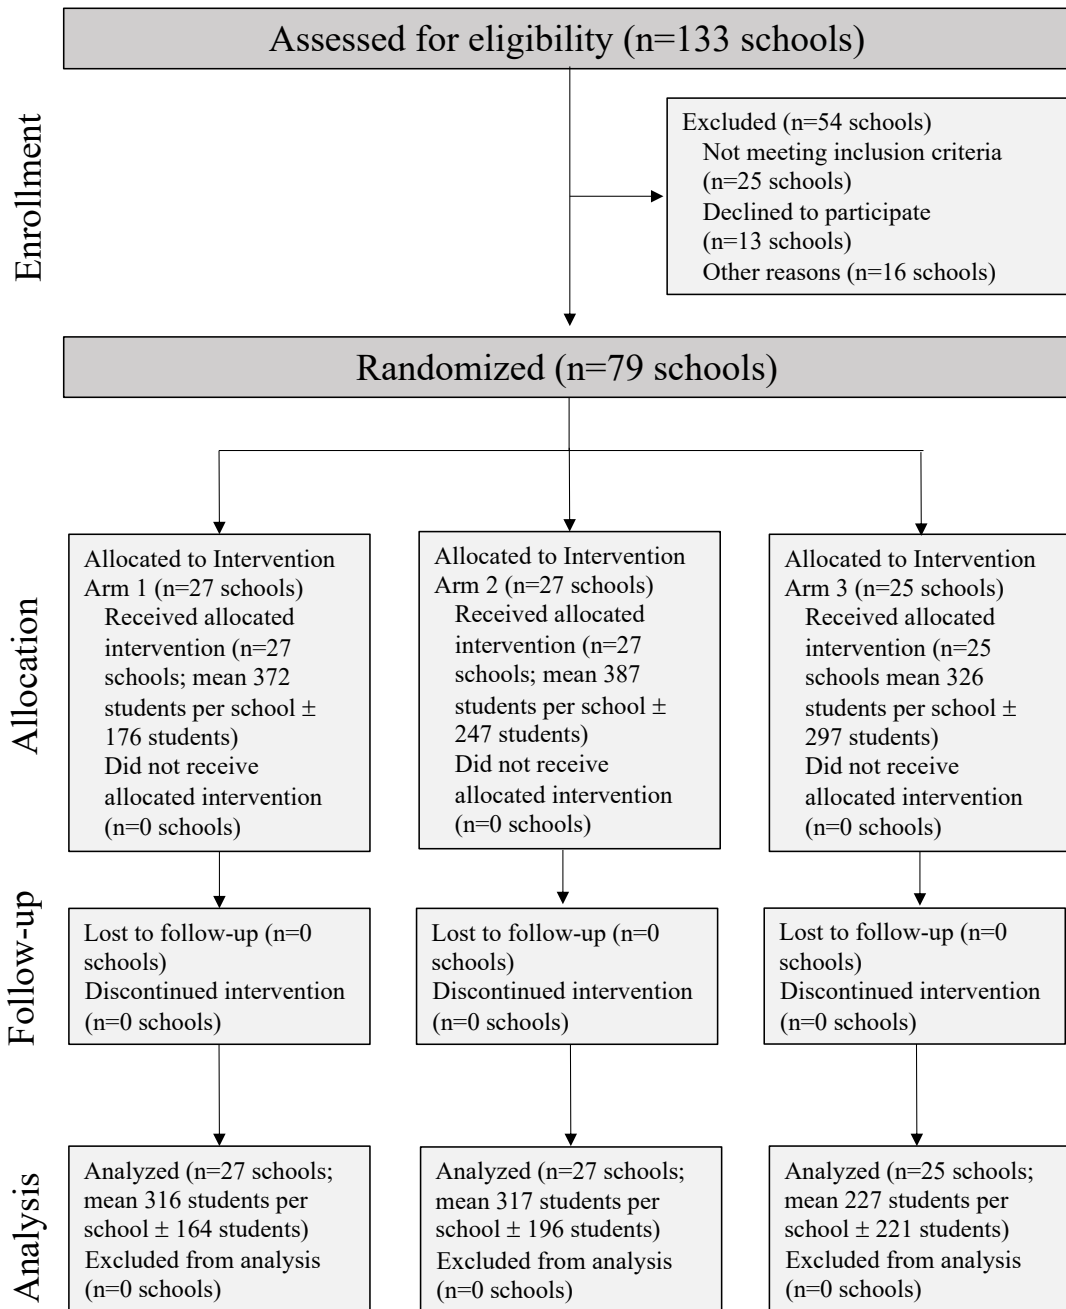 Assessed for eligibility (n=133 schools)
Enrollment
Excluded (n=54 schools)
Not meeting inclusion criteria
(n=25 schools)
Declined to participate
(n=13 schools)
Other reasons (n=16 schools)
Randomized (n=79 schools)
Allocation
Allocated to Intervention
Arm 1 (n=27 schools)
Received allocated
intervention (n=27
schools; mean 372
students per school ±
176 students)
Did not receive
allocated intervention
(n=0 schools)
Allocated to Intervention
Arm 2 (n=27 schools)
Received allocated
intervention (n=27
schools; mean 387
students per school ±
247 students)
Did not receive
allocated intervention
(n=0 schools)
Allocated to Intervention
Arm 3 (n=25 schools)
Received allocated
intervention (n=25
schools mean 326
students per school ±
297 students)
Did not receive
allocated intervention
(n=0 schools)
Follow-up
Lost to follow-up (n=0
schools)
Discontinued intervention
(n=0 schools)
Lost to follow-up (n=0
schools)
Discontinued intervention
(n=0 schools)
Lost to follow-up (n=0
schools)
Discontinued intervention
(n=0 schools)
Analysis
Analyzed (n=27 schools;
mean 316 students per
school ± 164 students)
Excluded from analysis
(n=0 schools)
Analyzed (n=27 schools;
mean 317 students per
school ± 196 students)
Excluded from analysis
(n=0 schools)
Analyzed (n=25 schools;
mean 227 students per
school ± 221 students)
Excluded from analysis
(n=0 schools)